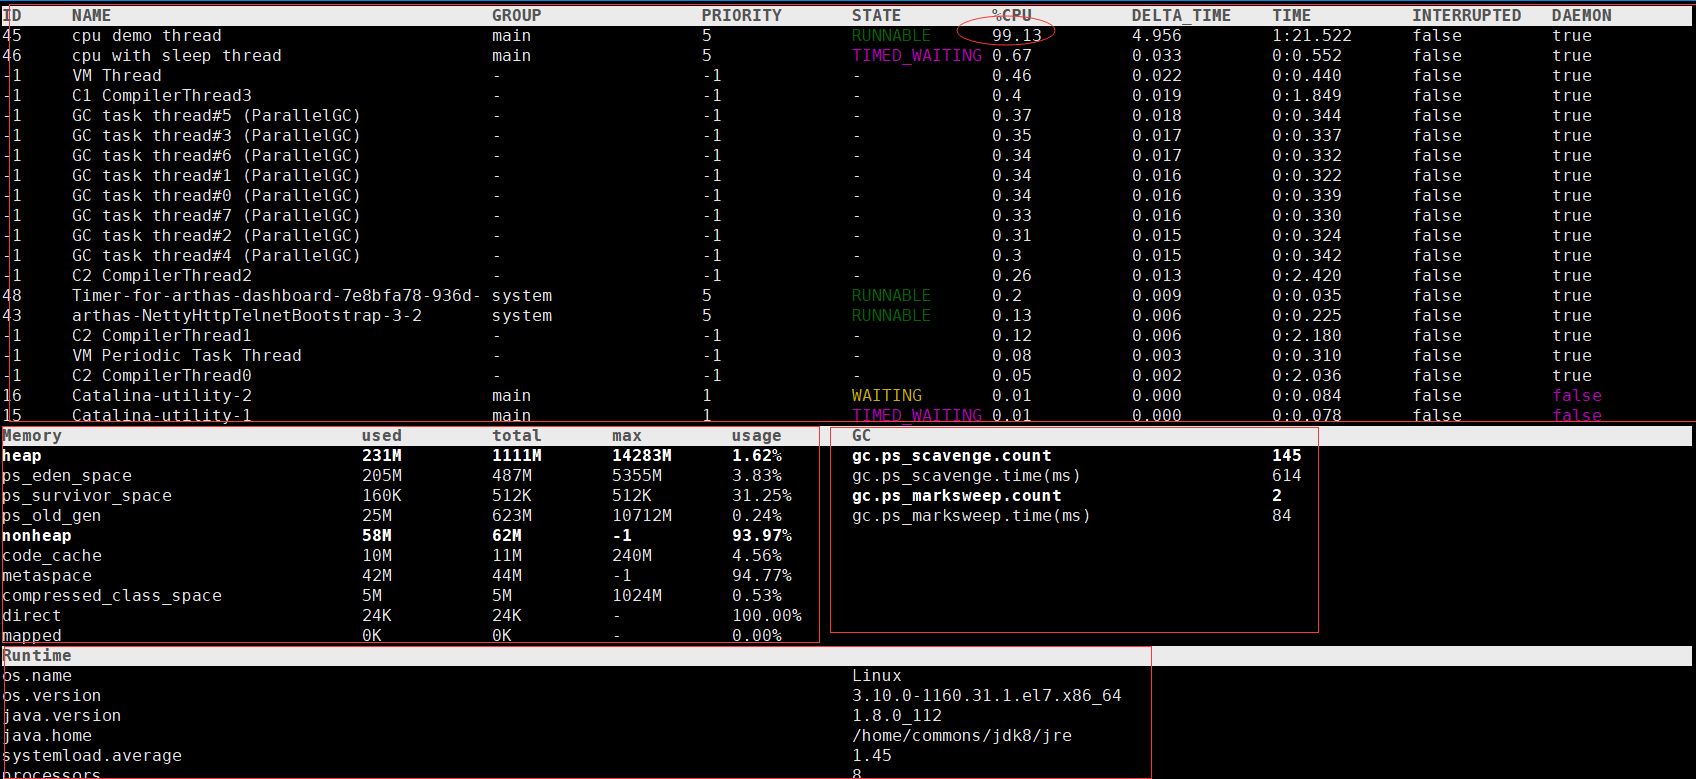 ID NAME GROUP PRIORITY STATE %CPU DELTA_TIME TIME INTERRUPTED DAEMON
45 cpu demo thread main 5 RUNNABLE 99.13 4.956 1:21.522 false true
46 cpu with sleep thread main 5 TIMED_WAITING 0.67 0.033 0:0.552 false true
-1 VM Thread - -1 - 0.46 0.022 0:0.440 false true
-1 C1 CompilerThread3 - -1 - 0.4 0.019 0:1.849 false true
-1 GC task thread#5 (ParallelGC) - -1 - 0.37 0.018 0:0.344 false true
-1 GC task thread#3 (ParallelGC) - -1 - 0.35 0.017 0:0.337 false true
-1 GC task thread#6 (ParallelGC) - -1 - 0.34 0.017 0:0.332 false true
-1 GC task thread#1 (ParallelGC) - -1 - 0.34 0.016 0:0.322 false true
-1 GC task thread#0 (ParallelGC) - -1 - 0.34 0.016 0:0.339 false true
-1 GC task thread#7 (ParallelGC) - -1 - 0.33 0.016 0:0.330 false true
-1 GC task thread#2 (ParallelGC) - -1 - 0.31 0.015 0:0.324 false true
-1 GC task thread#4 (ParallelGC) - -1 - 0.3 0.015 0:0.342 false true
-1 C2 CompilerThread2 - -1 - 0.26 0.013 0:2.420 false true
48 Timer-for-arthas-dashboard-7e8bfa78-936d- system 5 RUNNABLE 0.2 0.009 0:0.035 false true
43 arthas-NettyHttpTelnetBootstrap-3-2 system 5 RUNNABLE 0.13 0.006 0:0.225 false true
-1 C2 CompilerThread1 - -1 - 0.12 0.006 0:2.180 false true
-1 VM Periodic Task Thread - -1 - 0.08 0.003 0:0.310 false true
-1 C2 CompilerThread0 - -1 - 0.05 0.002 0:2.036 false true
16 Catalina-utility-2 main 1 WAITING 0.01 0.000 0:0.084 false false
15 Catalina-utility-1 main 1 TIMED_WAITING 0.01 0.000 0:0.078 false false
Memory used total max usage GC
heap 231M 1111M 14283M 1.62% gc.ps_scavenge.count 145
ps_eden_space 205M 487M 5355M 3.83% gc.ps_scavenge.time(ms) 614
ps_survivor_space 160K 512K 512K 31.25% gc.ps_marksweep.count 2
ps_old_gen 25M 623M 10712M 0.24% gc.ps_marksweep.time(ms) 84
nonheap 58M 62M -1 93.97%
code_cache 10M 11M 240M 4.56%
metaspace 42M 44M -1 94.77%
compressed_class_space 5M 5M 1024M 0.53%
direct 24K 24K - 100.00%
mapped 0K 0K - 0.00%
Runtime
os.name Linux
os.version 3.10.0-1160.31.1.el7.x86_64
java.version 1.8.0_112
java.home /home/commons/jdk8/jre
systemload.average 1.45
processors 8